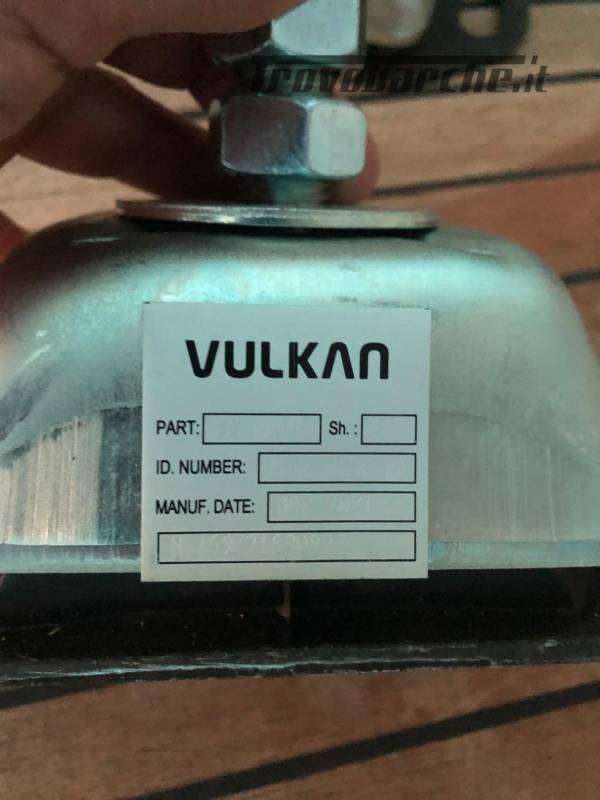 Trovobarche.it
VULKAN
PART: Sh.:
ID. NUMBER:
MANUF. DATE: